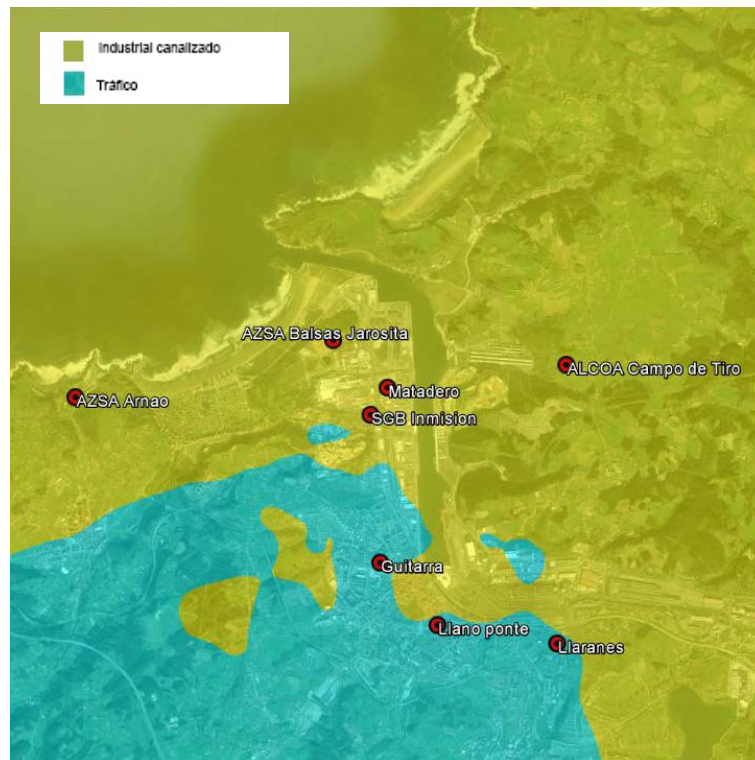 Industrial canalizado
Tráfico
AZSA Balsas Jarosita
ALCOA Campo de Tiro
Matadero
AZSA Arnao
SGB Inmision
Guitarra
Llano ponte
Llaranes